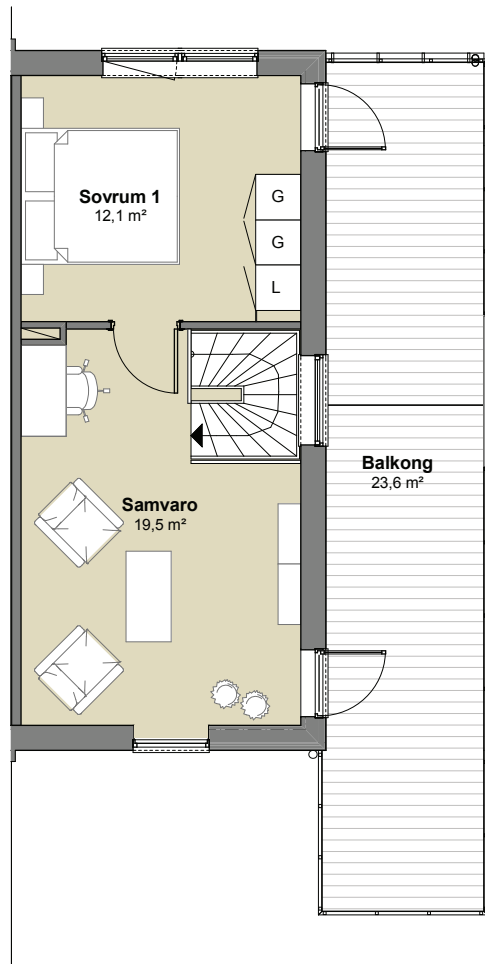 Sovrum 1
12,1 m²
G
G
L
Balkong
23,6 m²
Samvaro
19,5 m²